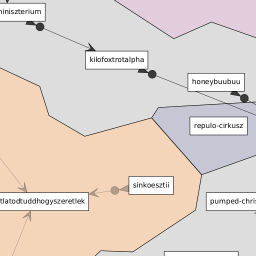 miniszterium
kilofoxtrotalpha
honeybuubuu
repulo-cirkusz
sinkoesztii
tlatodtuddhogyszeretlek
pumped-chris